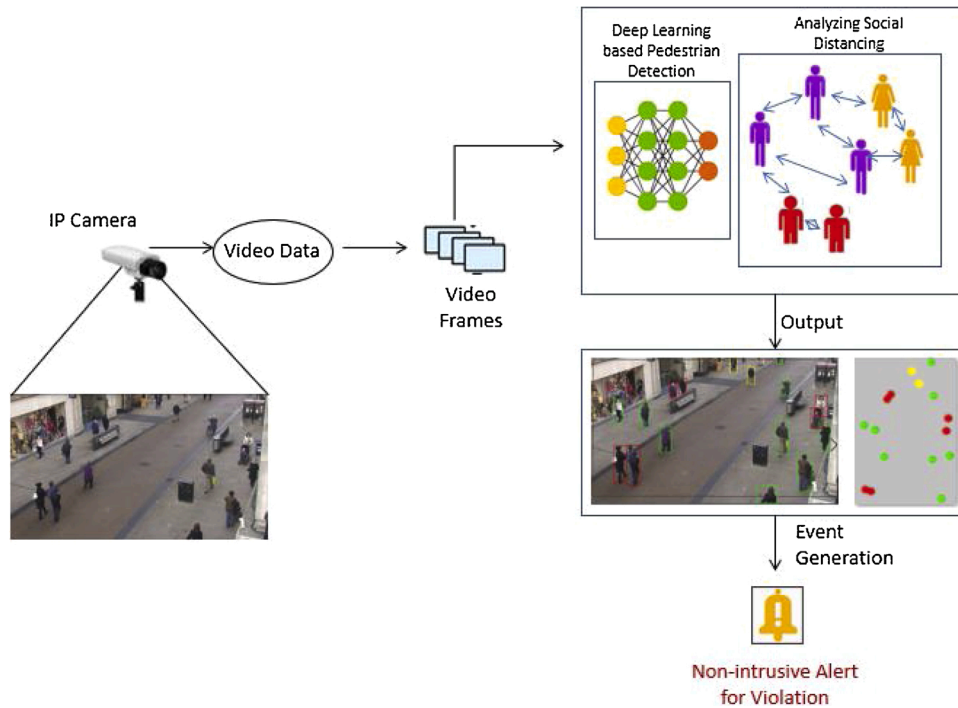 Deep Learning
based Pedestrian
Detection
Analyzing Social
Distancing
IP Camera
Video Data
Video
Frames
Output
Event
Generation
Non-intrusive Alert
for Violation